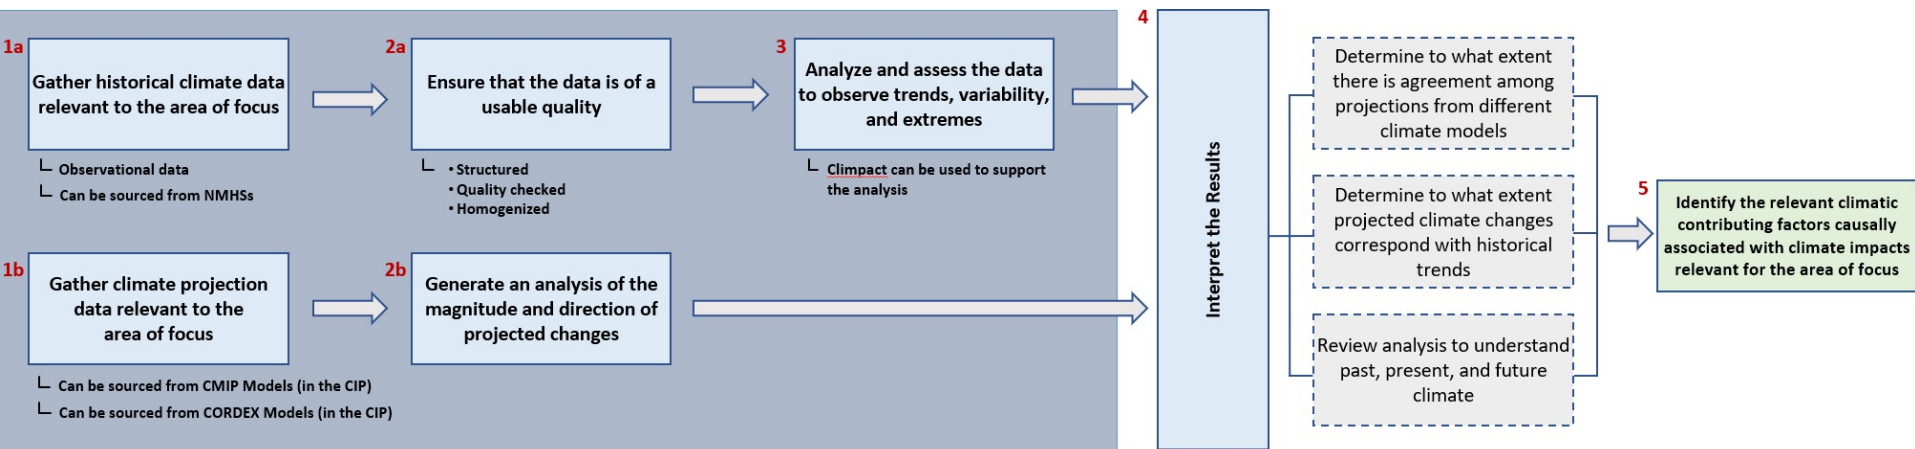 1a
Gather historical climate data
relevant to the area of focus
Observational data
Can be sourced from NMHSs
2a
Ensure that the data is of a
usable quality
• Structured
• Quality checked
• Homogenized
3
Analyze and assess the data
to observe trends, variability,
and extremes
Climpact can be used to support
the analysis
1b
Gather climate projection
data relevant to the
area of focus
Can be sourced from CMIP Models (in the CIP)
Can be sourced from CORDEX Models (in the CIP)
2b
Generate an analysis of the
magnitude and direction of
projected changes
4
Interpret the Results
Determine to what extent
there is agreement among
projections from different
climate models
Determine to what extent
projected climate changes
correspond with historical
trends
Review analysis to understand
past, present, and future
climate
5
Identify the relevant climatic
contributing factors causally
associated with climate impacts
relevant for the area of focus